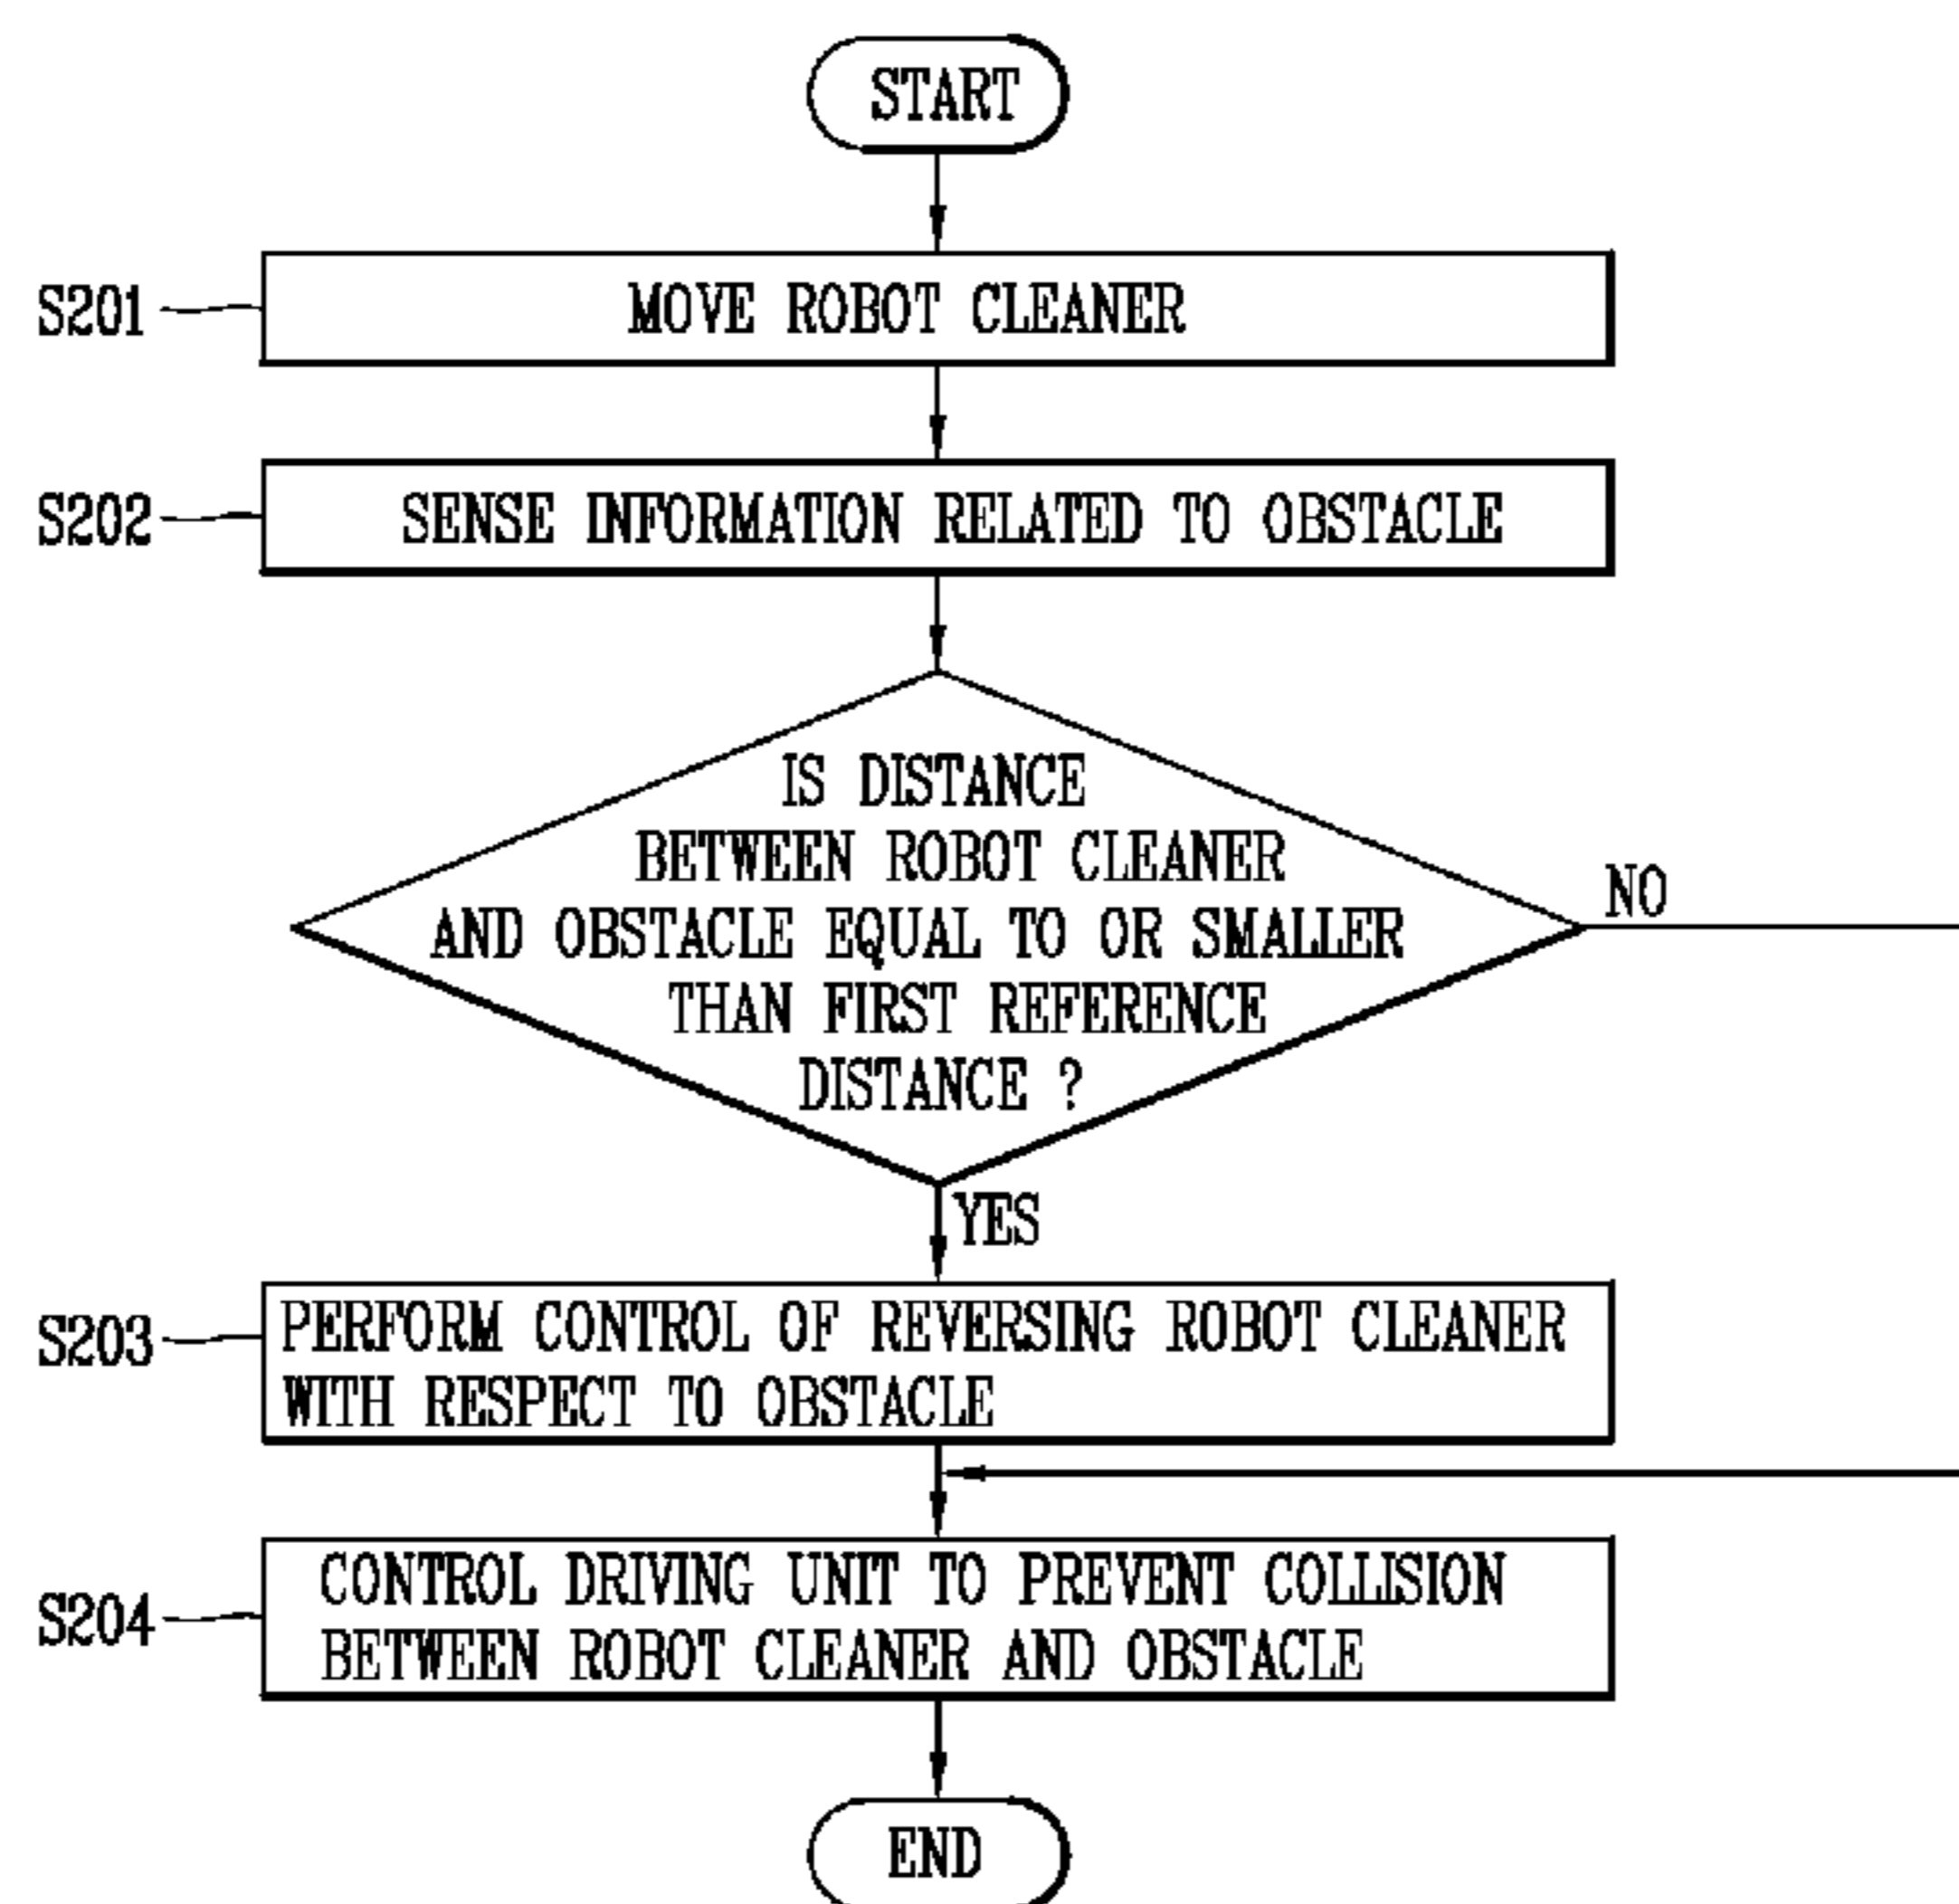 START
S201
MOVE ROBOT CLEANER
S202
SENSE INFORMATION RELATED TO OBSTACLE
IS DISTANCE
BETWEEN ROBOT CLEANER
AND OBSTACLE EQUAL TO OR SMALLER
THAN FIRST REFERENCE
DISTANCE ?
NO
YES
S203
PERFORM CONTROL OF REVERSING ROBOT CLEANER
WITH RESPECT TO OBSTACLE
S204
CONTROL DRIVING UNIT TO PREVENT COLLISION
BETWEEN ROBOT CLEANER AND OBSTACLE
END